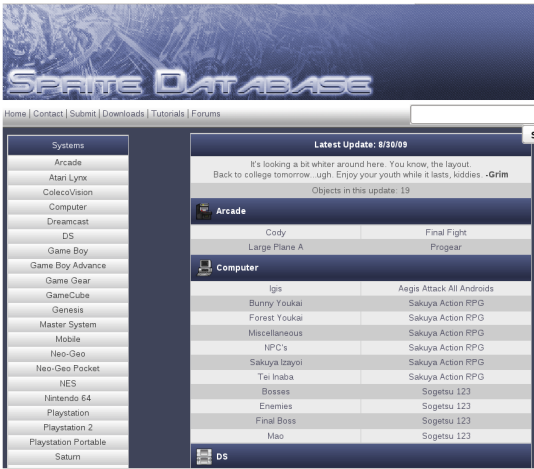 Sprite Database
Home | Contact | Submit | Downloads | Tutorials | Forums
Systems
Arcade
Atari Lynx
ColecoVision
Computer
Dreamcast
DS
Game Boy
Game Boy Advance
Game Gear
GameCube
Genesis
Master System
Mobile
Neo-Geo
Neo-Geo Pocket
NES
Nintendo 64
Playstation
Playstation 2
Playstation Portable
Saturn
Latest Update: 8/30/09
It's looking a bit whiter around here. You know, the layout.
Back to college tomorrow...ugh. Enjoy your youth while it lasts, kiddies. -Grim
Objects in this update: 19
Arcade
Cody Final Fight
Large Plane A Progear
Computer
Igis Aegis Attack All Androids
Bunny Youkai Sakuya Action RPG
Forest Youkai Sakuya Action RPG
Miscellaneous Sakuya Action RPG
NPC's Sakuya Action RPG
Sakuya Izayoi Sakuya Action RPG
Tei Inaba Sakuya Action RPG
Bosses Sogetsu 123
Enemies Sogetsu 123
Final Boss Sogetsu 123
Mao Sogetsu 123
DS